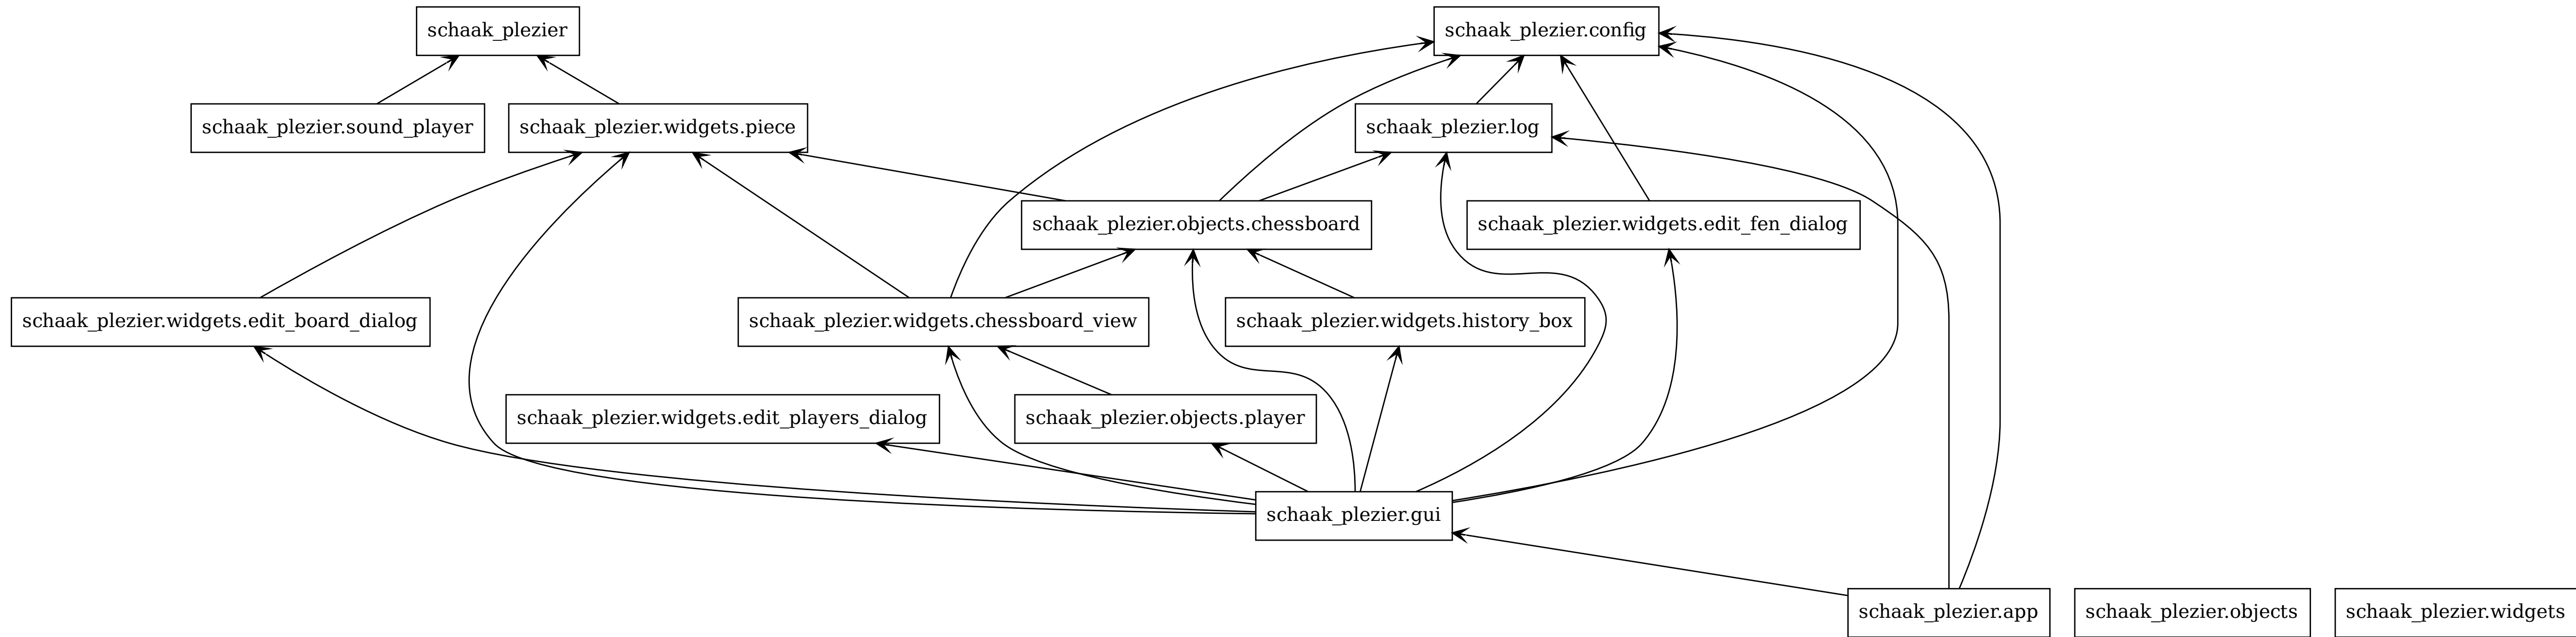 schaak_plezier
schaak_plezier.config
schaak_plezier.sound_player
schaak_plezier.widgets.piece
schaak_plezier.log
schaak_plezier.objects.chessboard
schaak_plezier.widgets.edit_fen_dialog
schaak_plezier.widgets.edit_board_dialog
schaak_plezier.widgets.chessboard_view
schaak_plezier.widgets.history_box
schaak_plezier.widgets.edit_players_dialog
schaak_plezier.objects.player
schaak_plezier.gui
schaak_plezier.app
schaak_plezier.objects
schaak_plezier.widgets